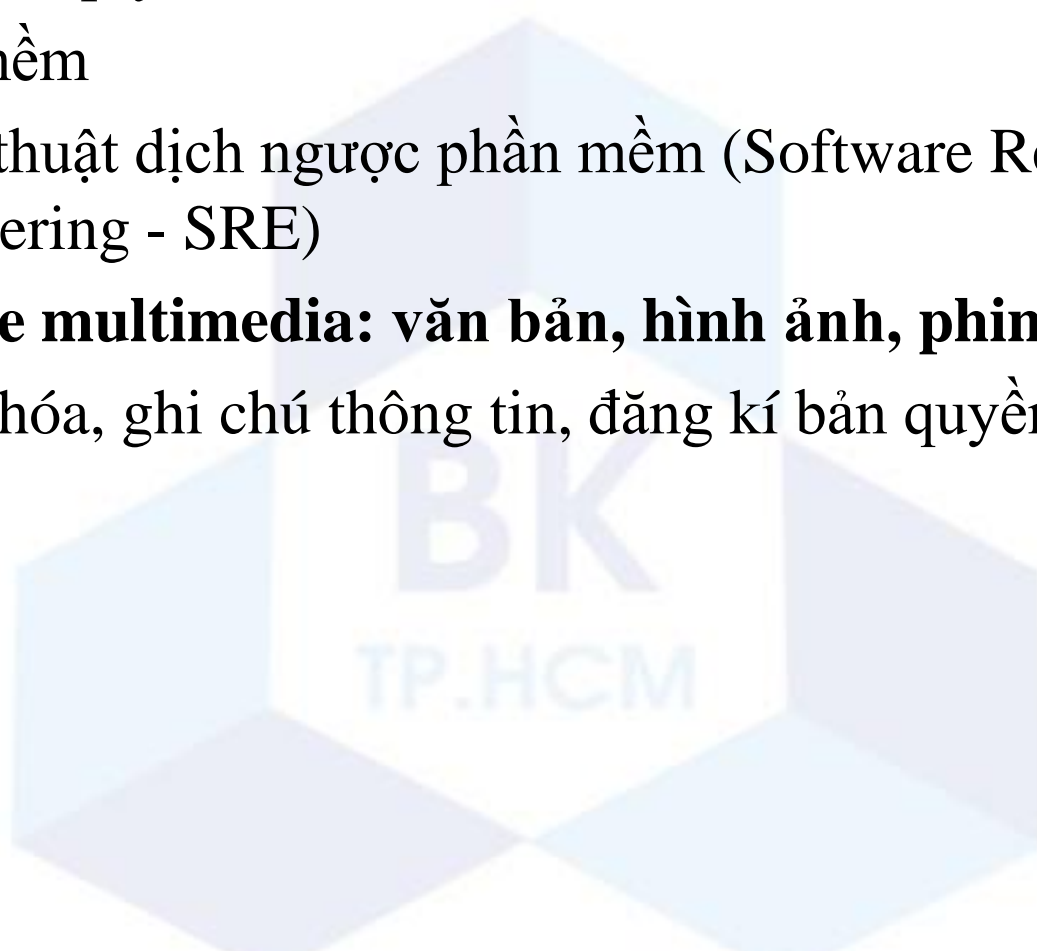 nềm
thuật dịch ngược phần mềm (Software Re
ering - SRE)
e multimedia: văn bản, hình ảnh, phim
hóa, ghi chú thông tin, đăng kí bản quyền
BK
TP.HCM